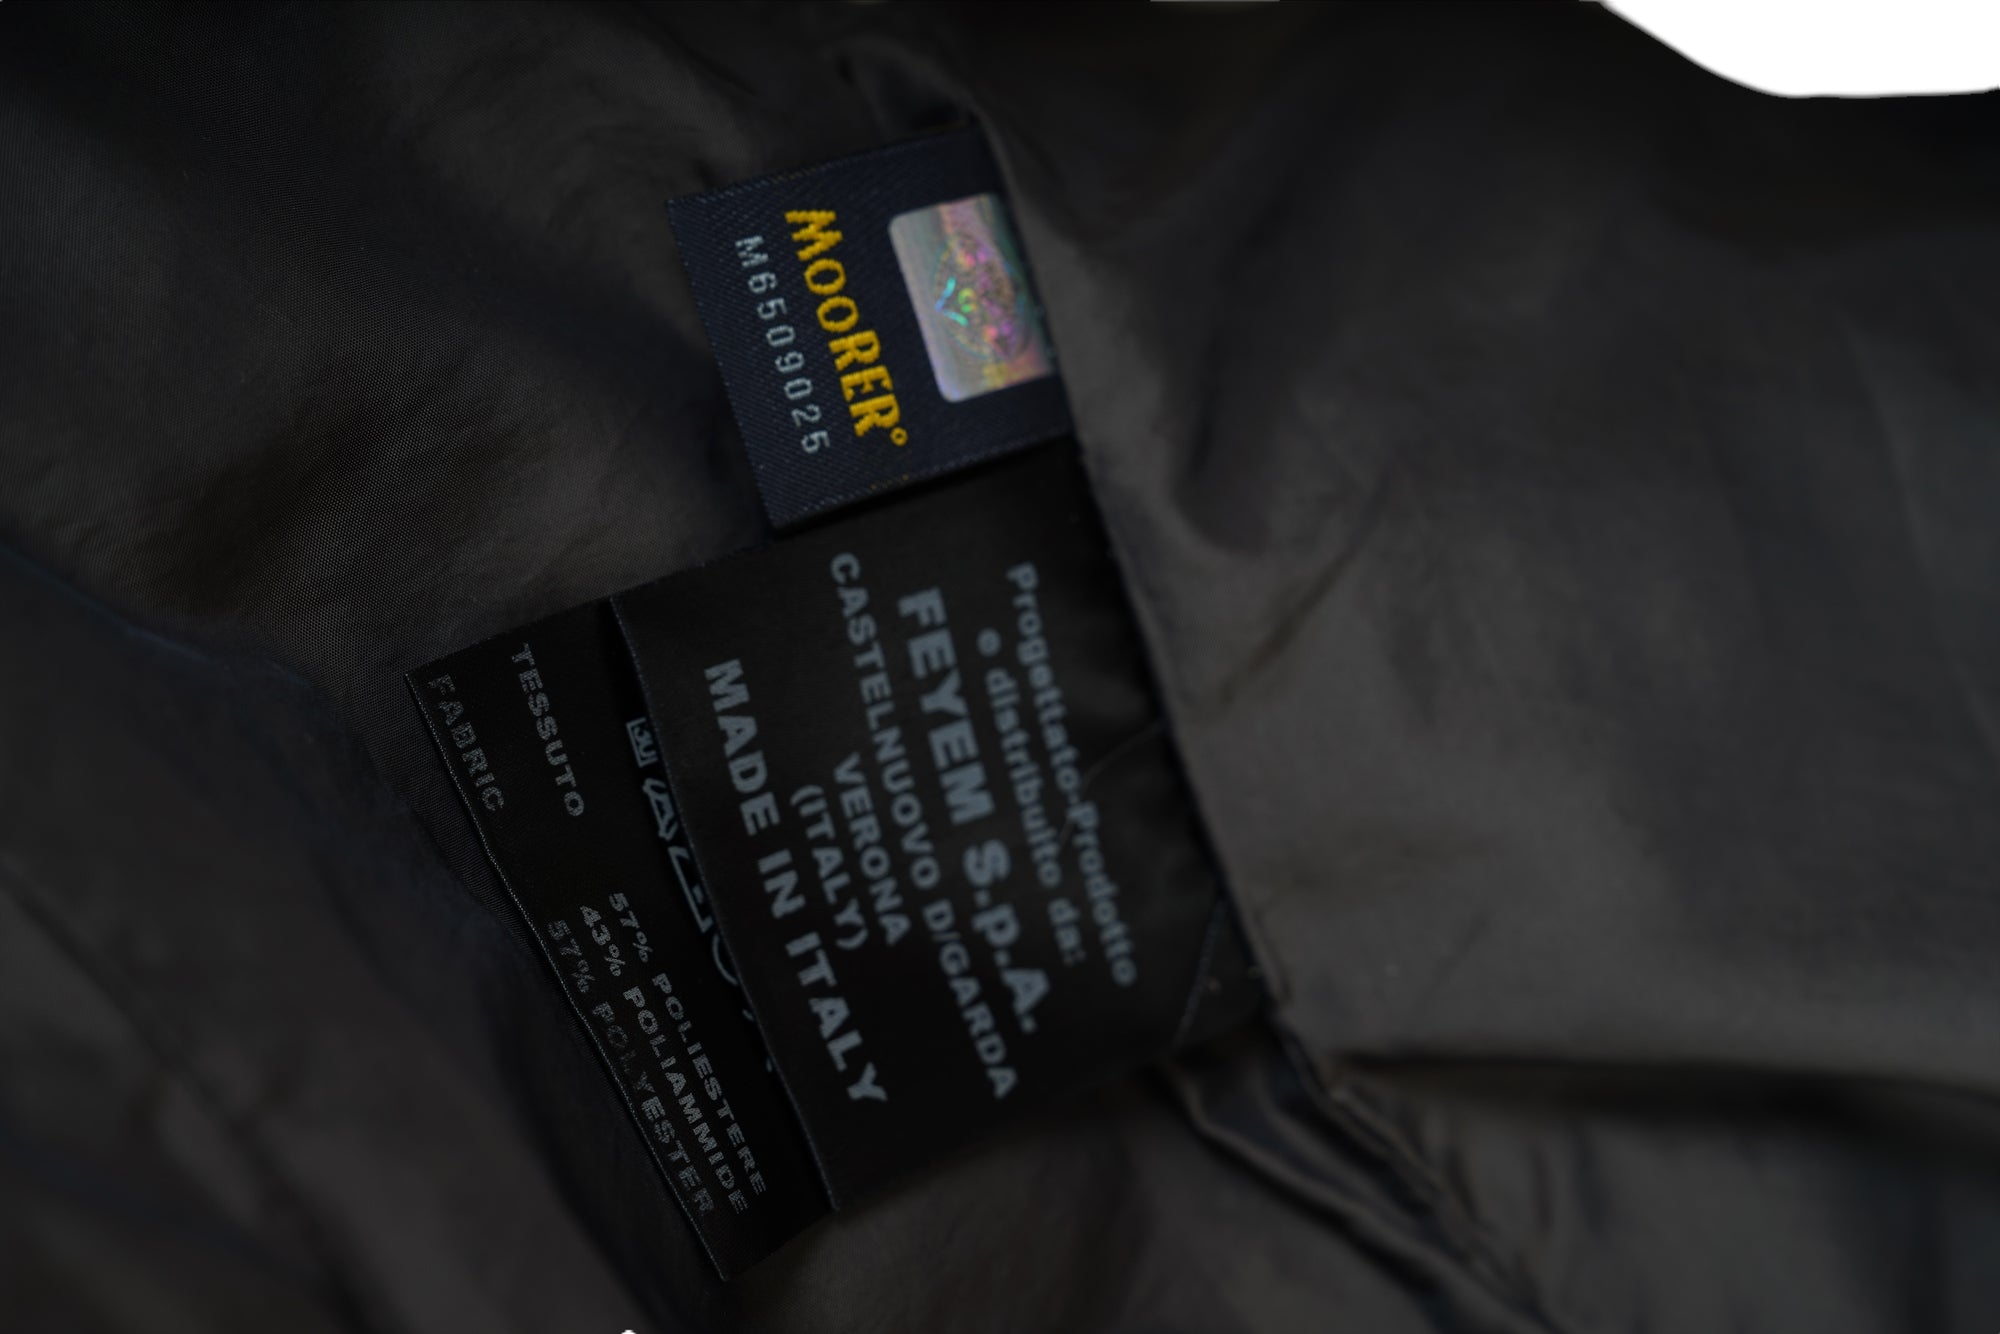 MOORER°
M6509025
Progettato-Prodotto
e distribuito da:
FEYEM S.p.A.
CASTELNUOVO D/GARDA
VERONA
(ITALY)
MADE IN ITALY
TESSUTO
57% POLIESTERE
43% POLIAMMIDE
FABRIC
57% POLYESTER